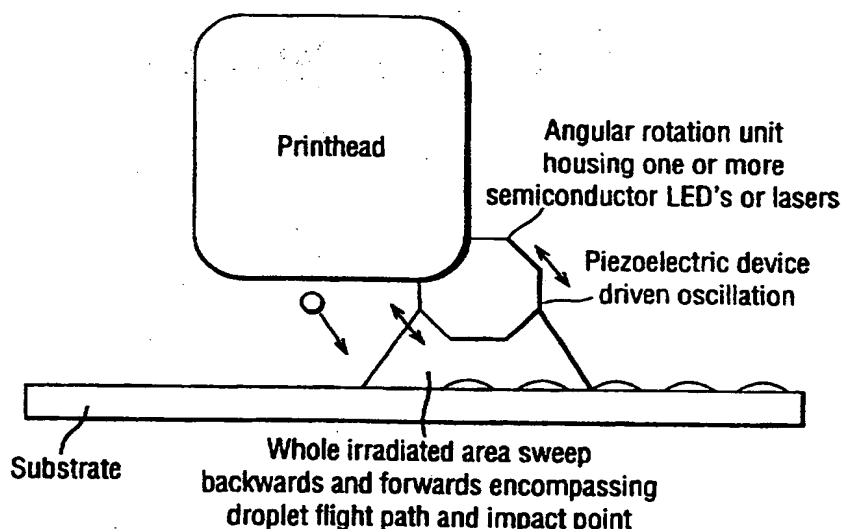 Printhead
Angular rotation unit
housing one or more
semiconductor LED's or lasers
Piezoelectric device
driven oscillation
Substrate
Whole irradiated area sweep
backwards and forwards encompassing
droplet flight path and impact point